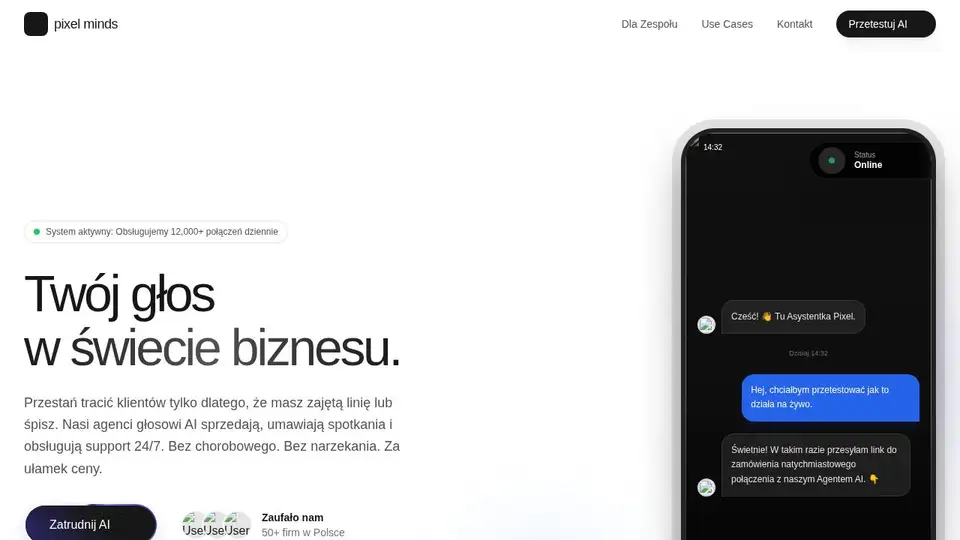 pixel minds
Dla Zespołu
Use Cases
Kontakt
Przetestuj AI
System aktywny: Obsługujemy 12,000+ połączeń dziennie
Twój głos
w świecie biznesu.
Przestań tracić klientów tylko dlatego, że masz zajętą linię lub
śpisz. Nasi agenci głosowi AI sprzedają, umawiają spotkania i
obsługują support 24/7. Bez chorobowego. Bez narzekania. Za
ułamek ceny.
Zatrudnij AI
Use
Use
User
Zaufało nam
50+ firm w Polsce
14:32
Status
Online
Cześć! 👋 Tu Asystentka Pixel.
Dzisiaj 14:32
Hej, chciałbym przetestować jak to
działa na żywo.
Świetnie! W takim razie przesyłam link do
zamówienia natychmiastowego
połączenia z naszym Agentem AI. 👇